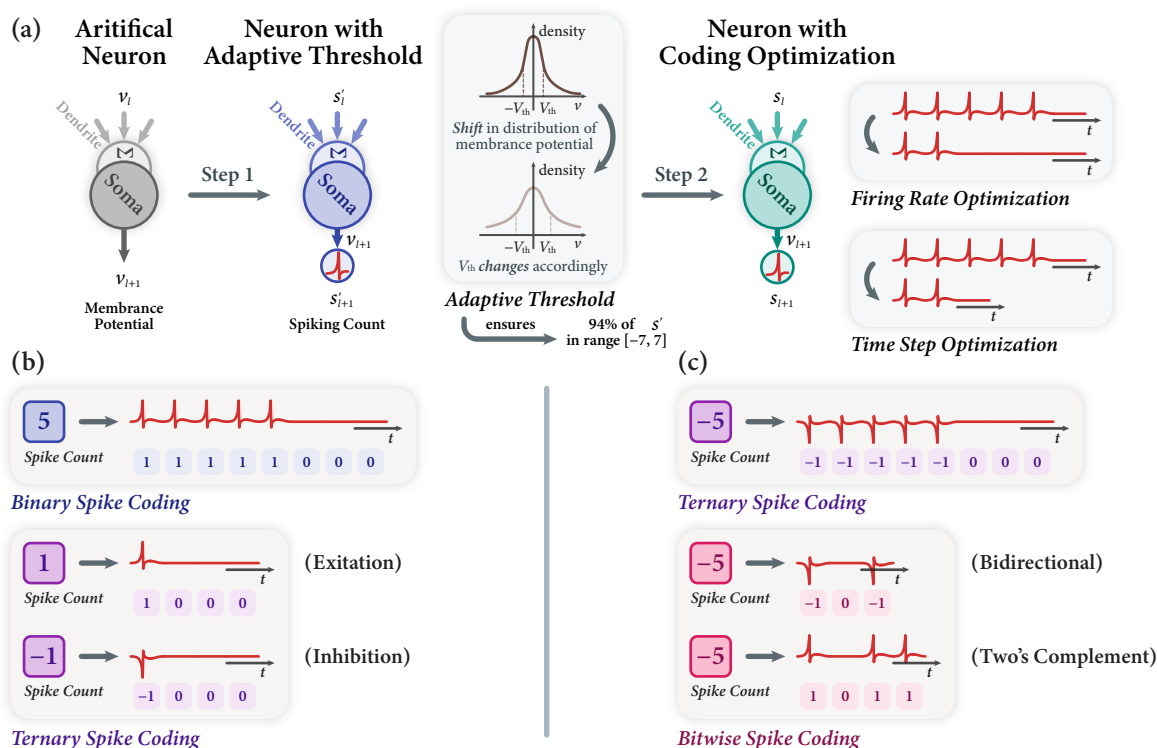 (a)
Aritifical
Neuron
v_l
Dendrite
Σ
Soma
v_{l+1}
Membrance
Potential
Step 1
Neuron with
Adaptive Threshold
s'_l
Dendrite
Σ
Soma
v_{l+1}
s'_{l+1}
Spiking Count
density
−V_th V_th v
Shift in distribution of
membrance potential
density
−V_th V_th v
V_th changes accordingly
Adaptive Threshold
ensures
94% of s'
in range [−7, 7]
Step 2
Neuron with
Coding Optimization
s_l
Dendrite
Σ
Soma
v_{l+1}
s_{l+1}
t
t
Firing Rate Optimization
t
t
Time Step Optimization
(b)
5
Spike Count
t
1 1 1 1 1 0 0 0
Binary Spike Coding
1
Spike Count
t
(Exitation)
1 0 0 0
−1
Spike Count
t
(Inhibition)
−1 0 0 0
Ternary Spike Coding
(c)
−5
Spike Count
t
−1 −1 −1 −1 −1 0 0 0
Ternary Spike Coding
−5
Spike Count
t
(Bidirectional)
−1 0 −1
−5
Spike Count
t
(Two's Complement)
1 0 1 1
Bitwise Spike Coding